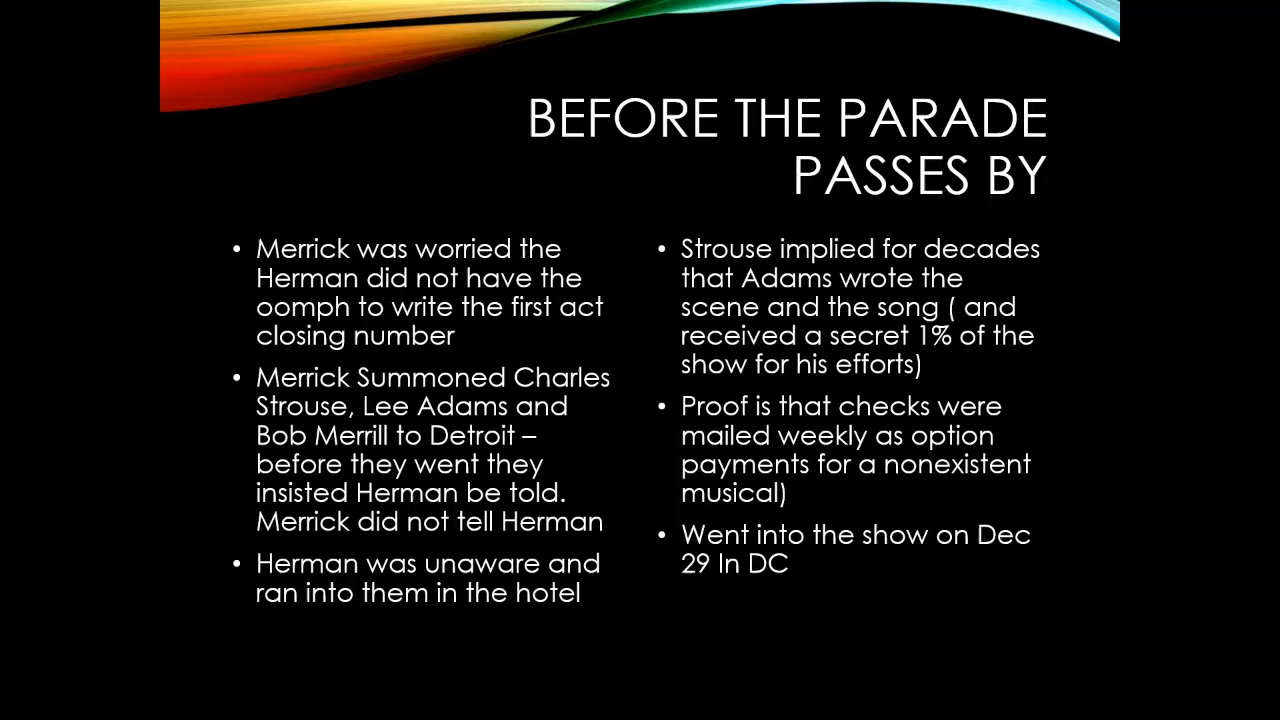 BEFORE THE PARADE
PASSES BY
• Merrick was worried the
Herman did not have the
oomph to write the first act
closing number
• Merrick Summoned Charles
Strouse, Lee Adams and
Bob Merrill to Detroit –
before they went they
insisted Herman be told.
Merrick did not tell Herman
• Herman was unaware and
ran into them in the hotel
• Strouse implied for decades
that Adams wrote the
scene and the song ( and
received a secret 1% of the
show for his efforts)
• Proof is that checks were
mailed weekly as option
payments for a nonexistent
musical)
• Went into the show on Dec
29 In DC